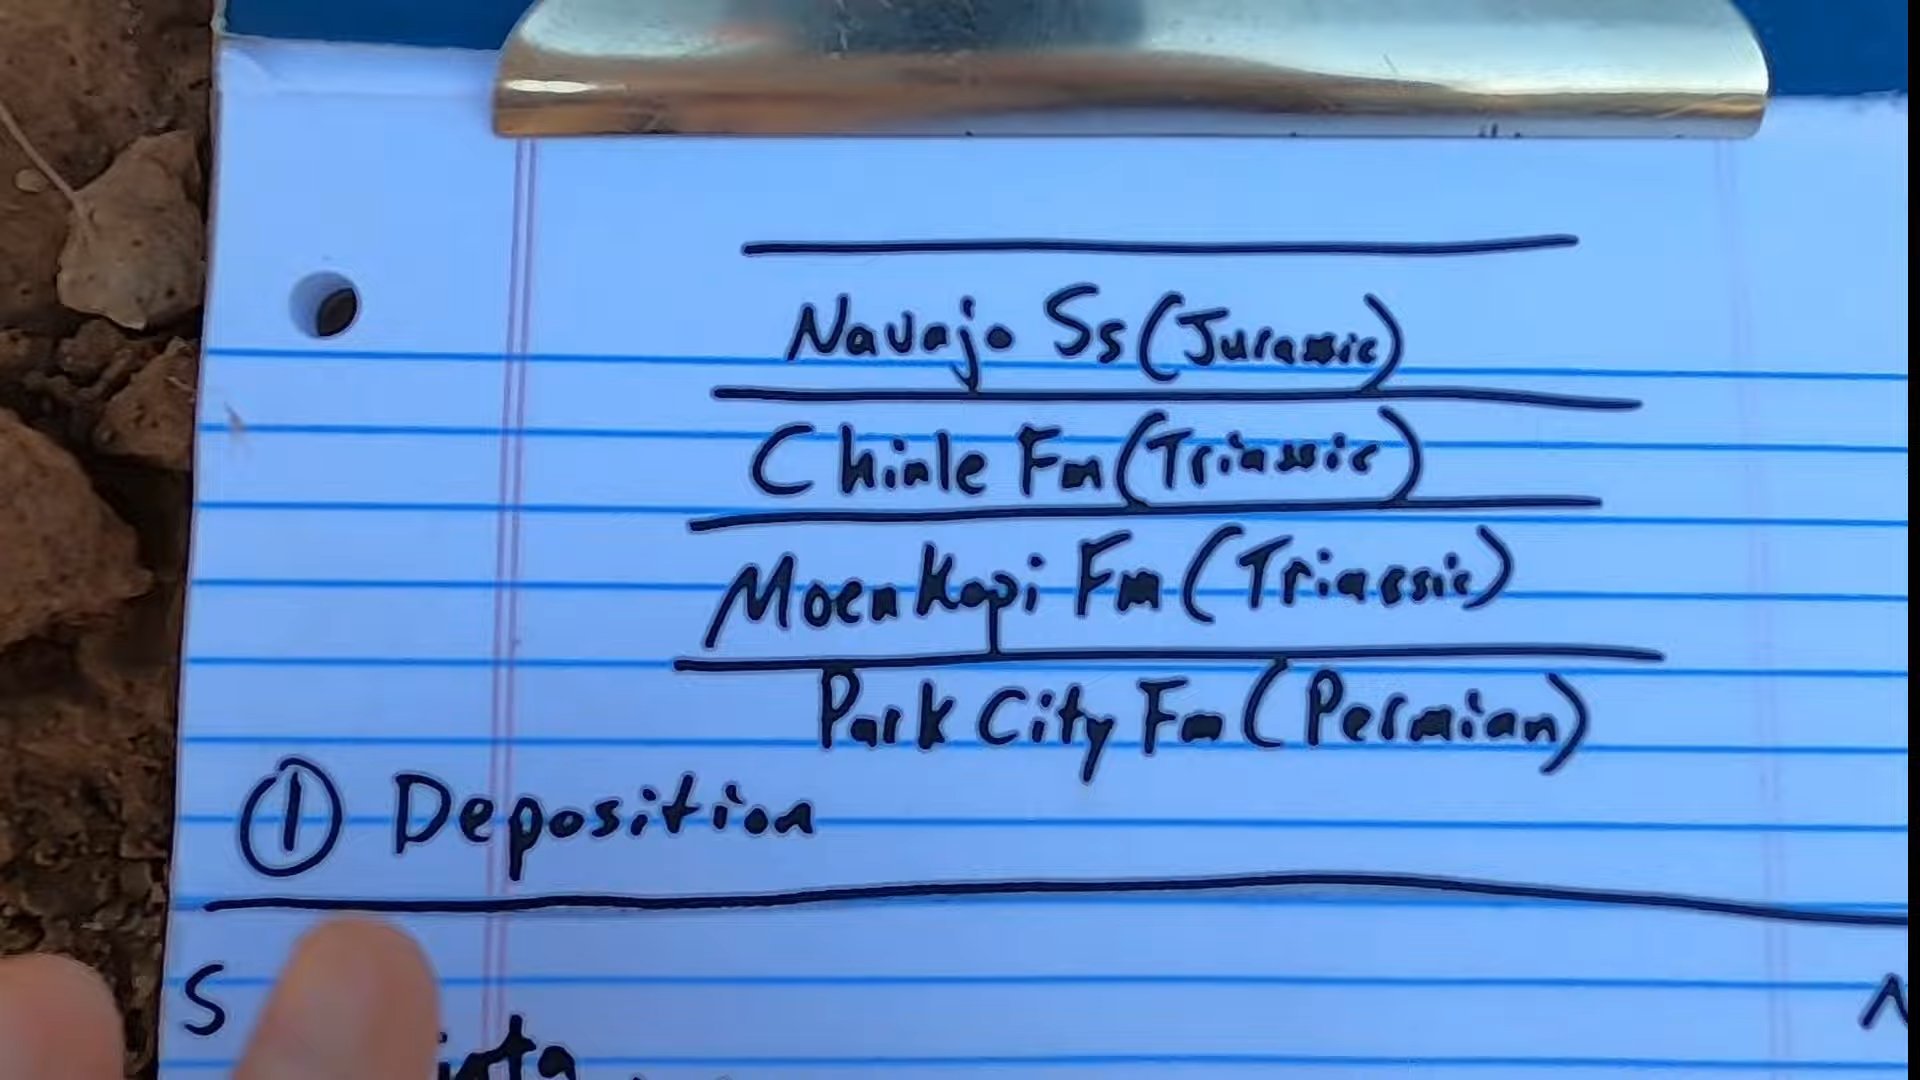 Navajo Ss (Jurassic)
Chinle Fm (Triassic)
Moenkopi Fm (Triassic)
Park City Fm (Permian)
① Deposition
S
N